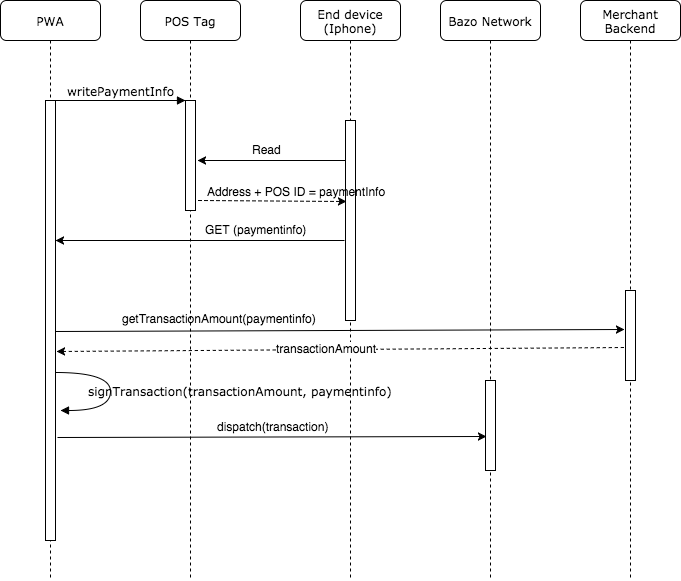 PWA
POS Tag
End device
(Iphone)
Bazo Network
Merchant
Backend
writePaymentInfo
Read
Address + POS ID = paymentInfo
GET (paymentinfo)
getTransactionAmount(paymentinfo)
transactionAmount
signTransaction(transactionAmount, paymentinfo)
dispatch(transaction)